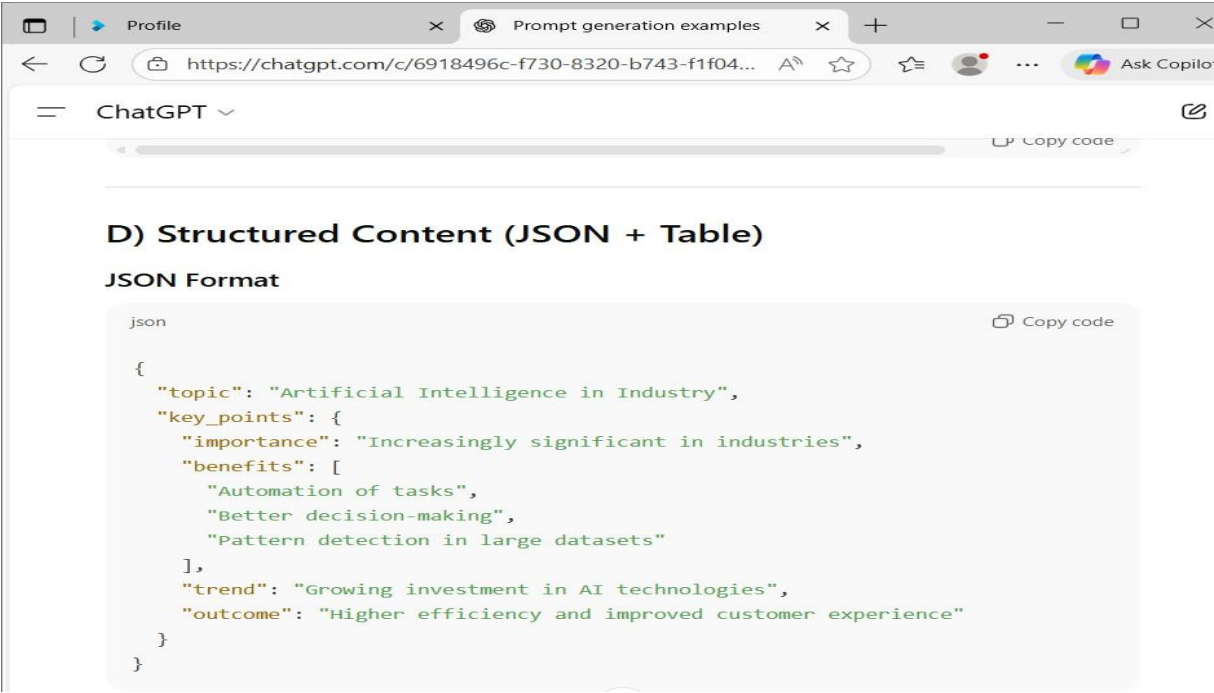 Profile
Prompt generation examples
https://chatgpt.com/c/6918496c-f730-8320-b743-f1f04...
Ask Copilo
ChatGPT
Copy code
D) Structured Content (JSON + Table)
JSON Format
json
Copy code
{
"topic": "Artificial Intelligence in Industry",
"key_points": {
"importance": "Increasingly significant in industries",
"benefits": [
"Automation of tasks",
"Better decision-making",
"Pattern detection in large datasets"
],
"trend": "Growing investment in AI technologies",
"outcome": "Higher efficiency and improved customer experience"
}
}